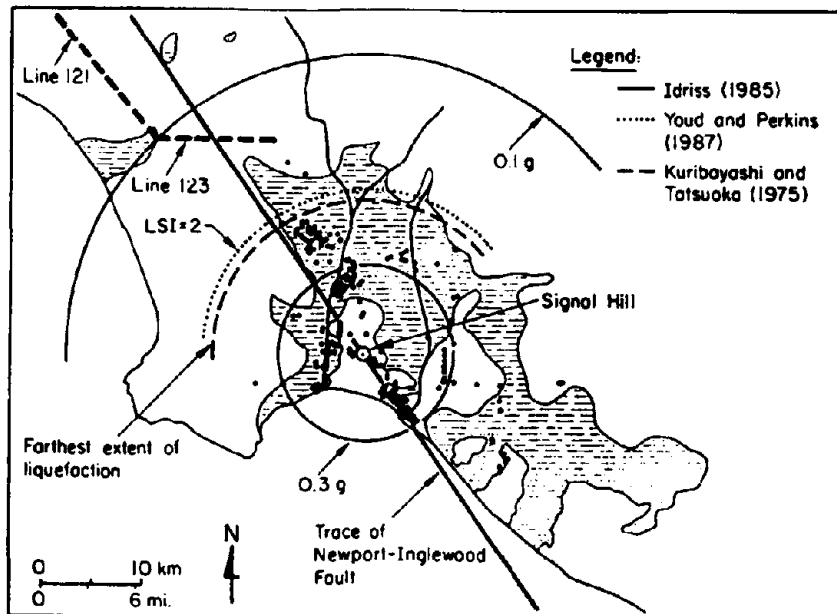 Line 121
Line 123
Legend:
Idriss (1985)
Youd and Perkins
(1987)
Kuribayashi and
Tatsuoka (1975)
0.1 g
LSI=2
Signal Hill
Farthest extent of
liquefaction
0.3 g
Trace of
Newport-Inglewood
Fault
N
0 10 km
0 6 mi.